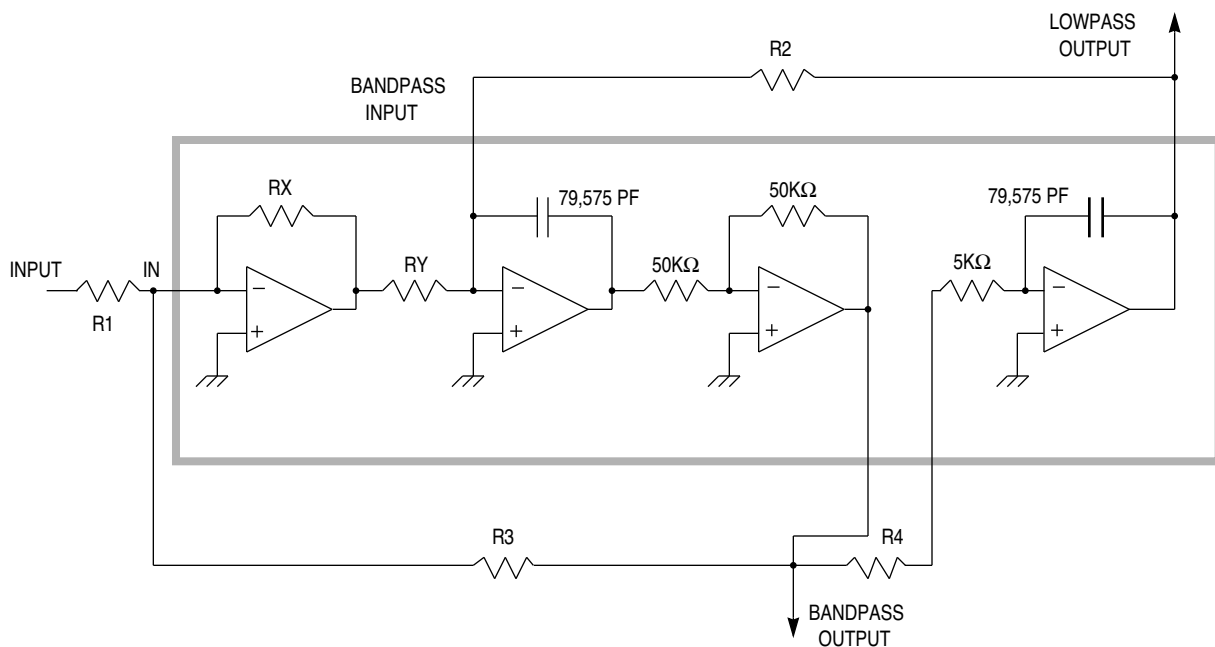 LOWPASS
OUTPUT
R2
BANDPASS
INPUT
RX
79,575 PF
50KΩ
79,575 PF
INPUT
IN
RY
50KΩ
5KΩ
R1
−
+
−
+
−
+
−
+
R3
R4
BANDPASS
OUTPUT